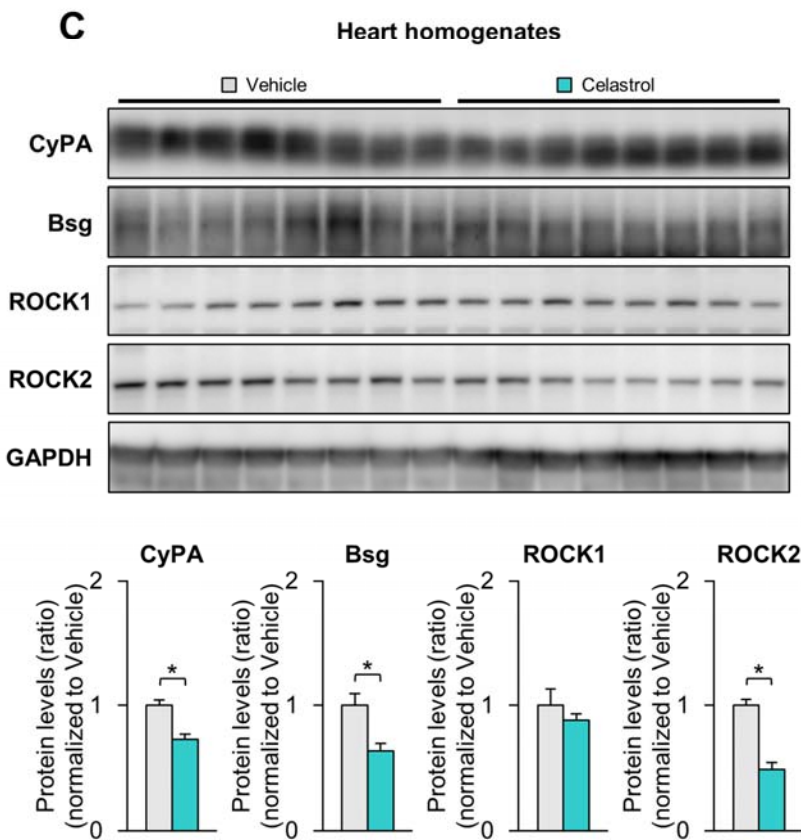 C
Heart homogenates
Vehicle
Celastrol
CyPA
Bsg
ROCK1
ROCK2
GAPDH
CyPA
Bsg
ROCK1
ROCK2
Protein levels (ratio)
(normalized to Vehicle)
2
1
0
*
Protein levels (ratio)
(normalized to Vehicle)
2
1
0
*
Protein levels (ratio)
(normalized to Vehicle)
2
1
0
Protein levels (ratio)
(normalized to Vehicle)
2
1
0
*